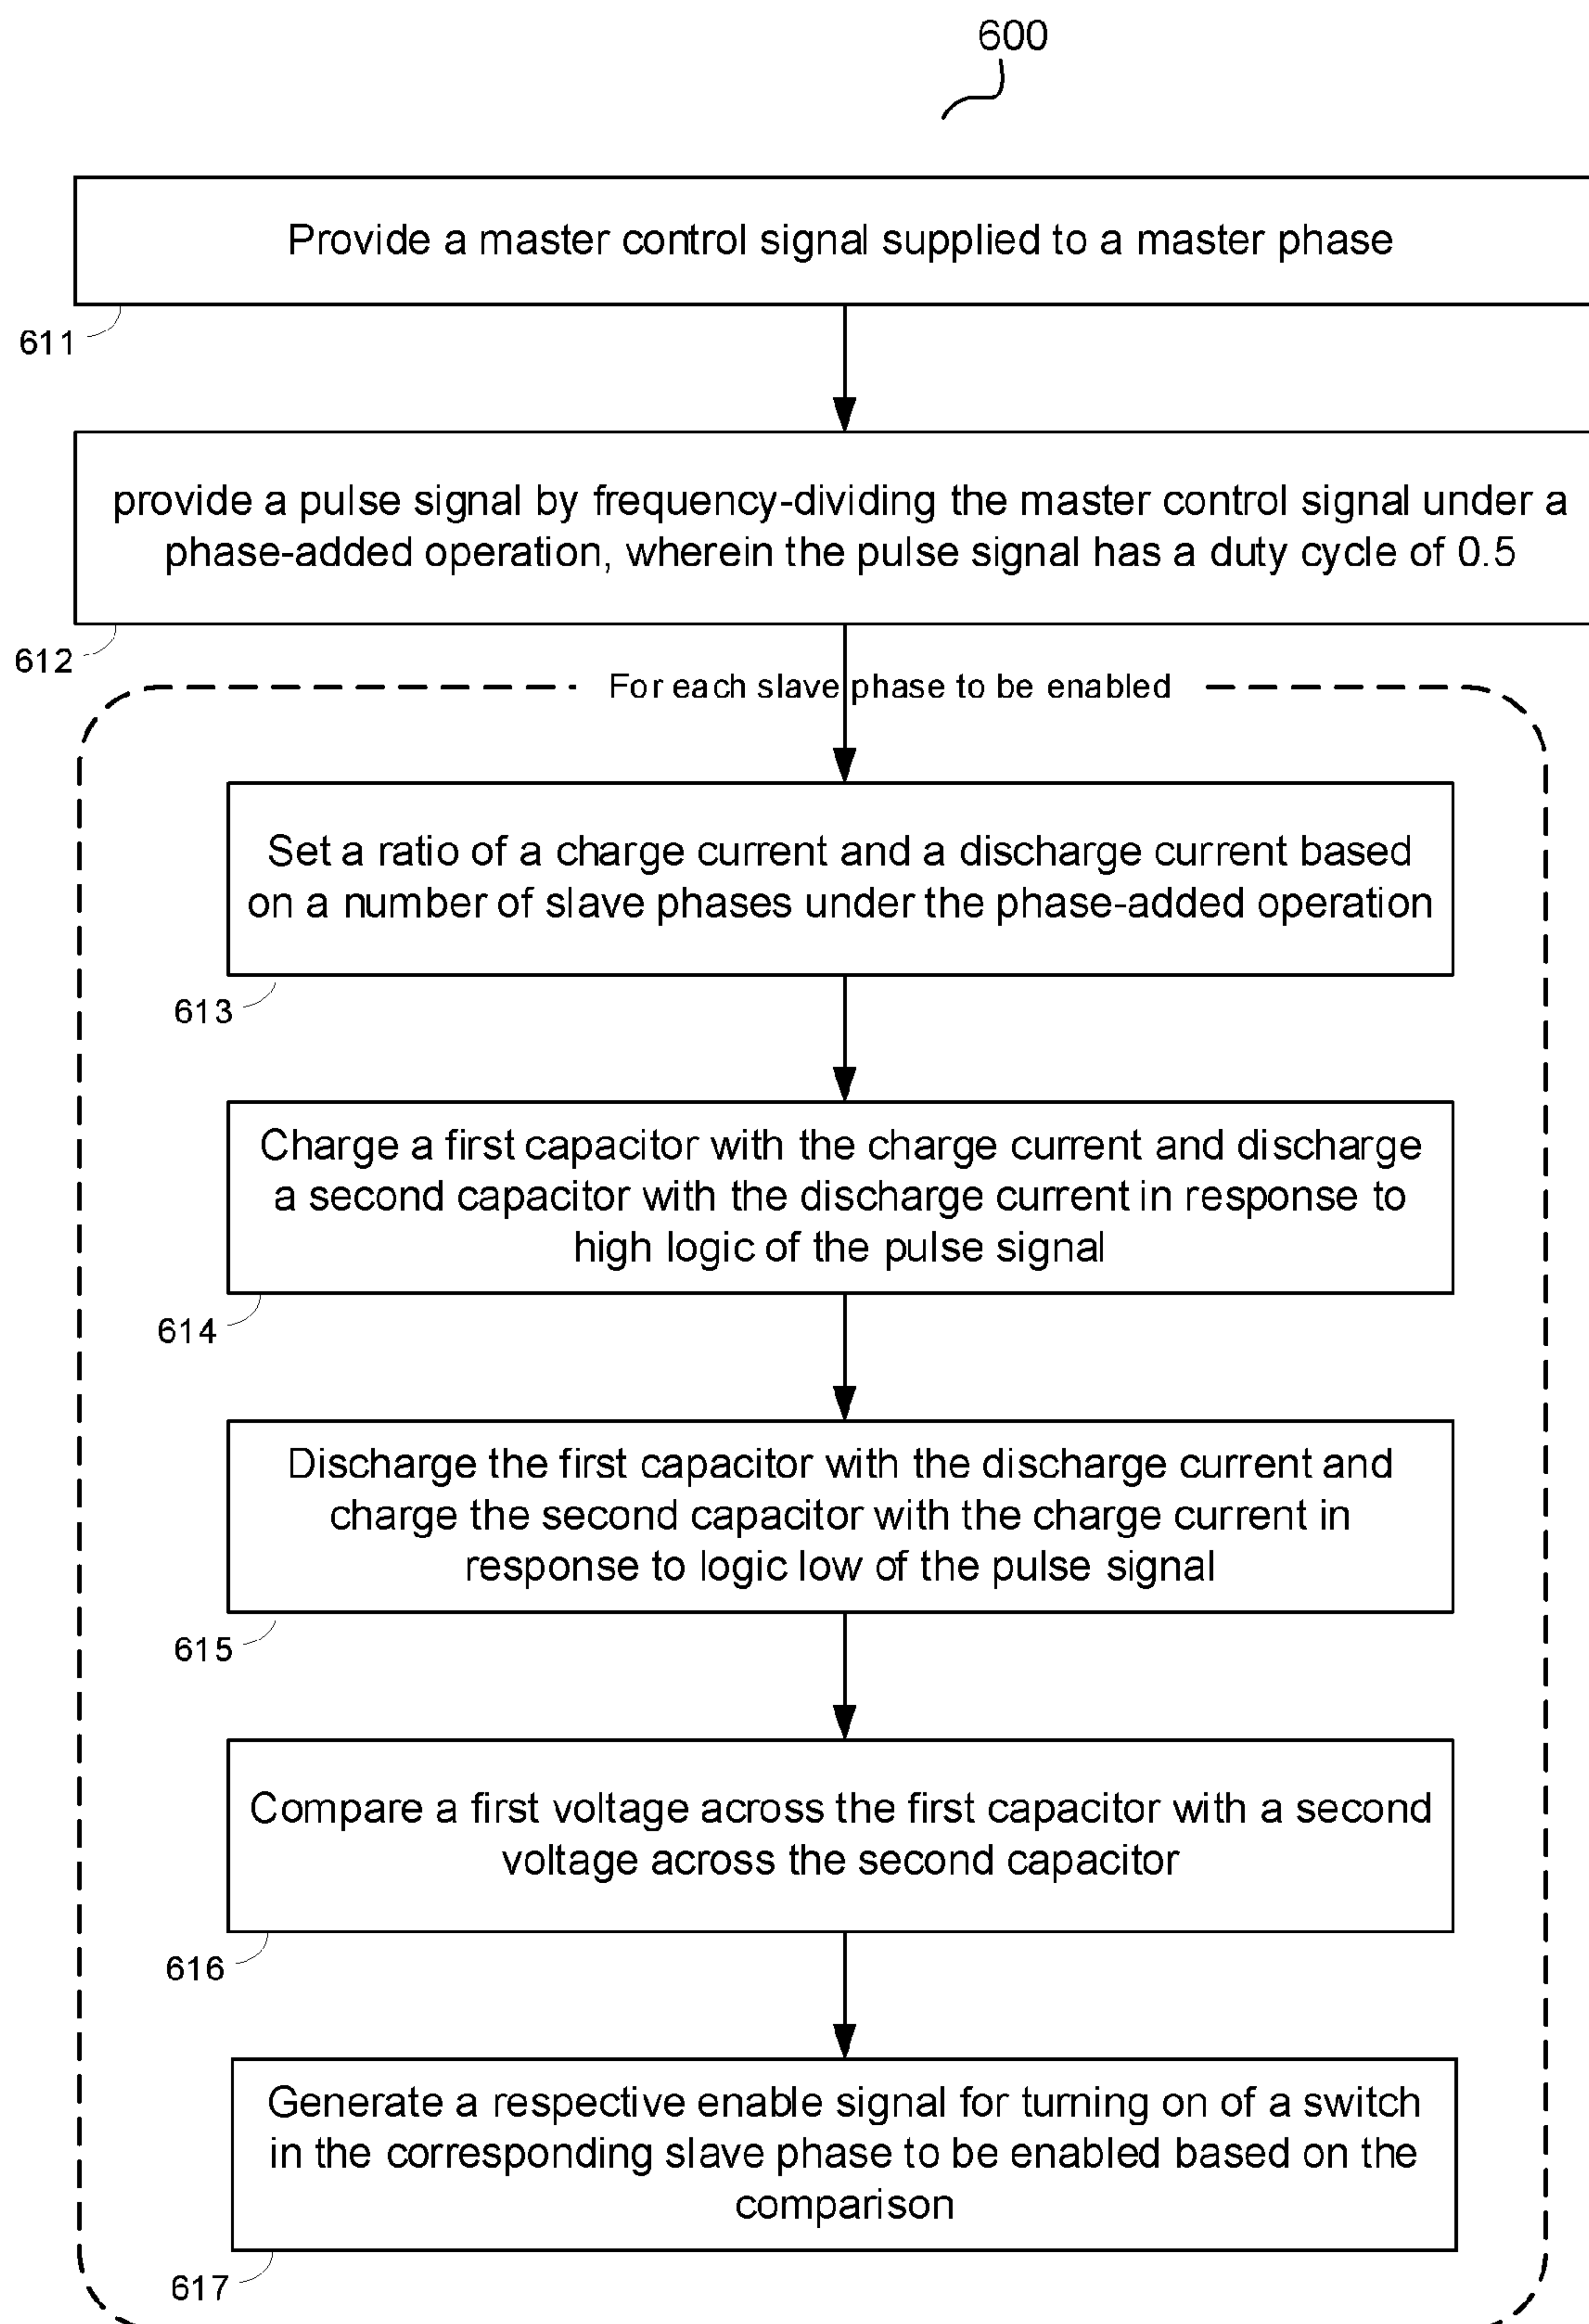 600
Provide a master control signal supplied to a master phase
611
provide a pulse signal by frequency-dividing the master control signal under a
phase-added operation, wherein the pulse signal has a duty cycle of 0.5
612
For each slave phase to be enabled
Set a ratio of a charge current and a discharge current based
on a number of slave phases under the phase-added operation
613
Charge a first capacitor with the charge current and discharge
a second capacitor with the discharge current in response to
high logic of the pulse signal
614
Discharge the first capacitor with the discharge current and
charge the second capacitor with the charge current in
response to logic low of the pulse signal
615
Compare a first voltage across the first capacitor with a second
voltage across the second capacitor
616
Generate a respective enable signal for turning on of a switch
in the corresponding slave phase to be enabled based on the
comparison
617